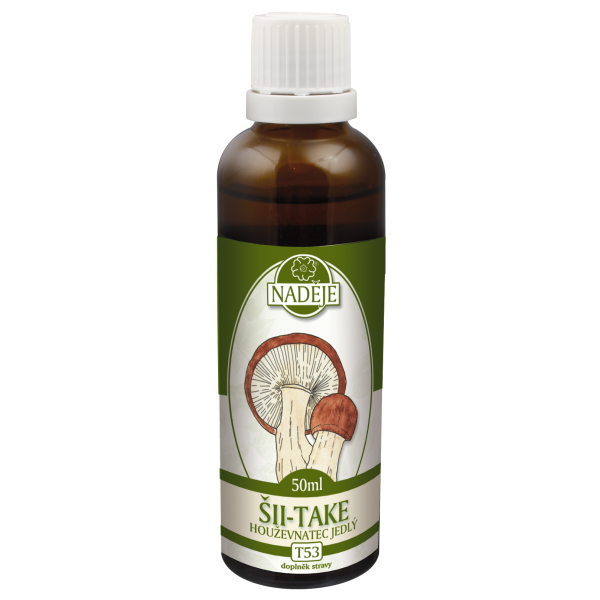 NADĚJE
50ml
ŠII-TAKE
HOUŽEVNATEC JEDLÝ
T53
doplněk stravy